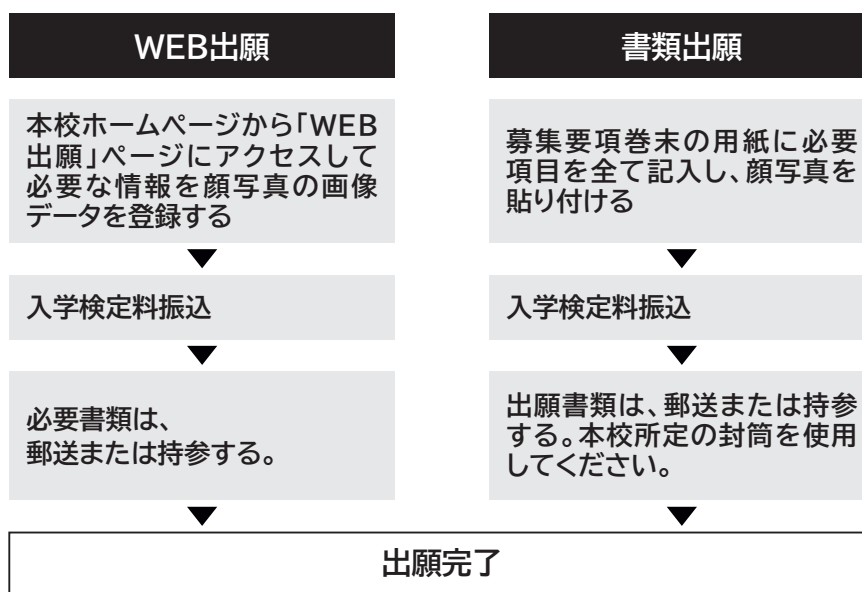 WEB出願
本校ホームページから「WEB
出願」ページにアクセスして
必要な情報を顔写真の画像
データを登録する
入学検定料振込
必要書類は、
郵送または持参する。
書類出願
募集要項巻末の用紙に必要
項目を全て記入し、顔写真を
貼り付ける
入学検定料振込
出願書類は、郵送または持参
する。本校所定の封筒を使用
してください。
出願完了